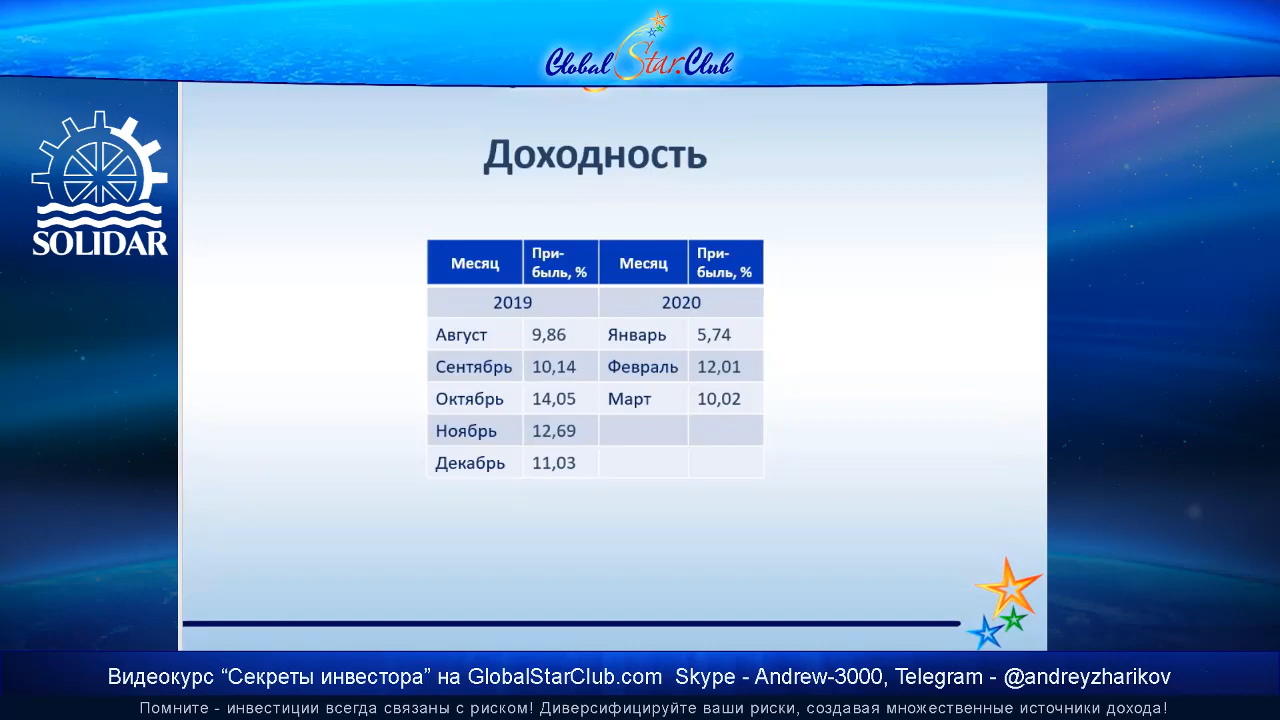 Global Star.Club
SOLIDAR
Доходность
Месяц При- быль, % Месяц При- быль, %
2019 2020
Август 9,86 Январь 5,74
Сентябрь 10,14 Февраль 12,01
Октябрь 14,05 Март 10,02
Ноябрь 12,69
Декабрь 11,03
Видеокурс “Секреты инвестора” на GlobalStarClub.com Skype - Andrew-3000, Telegram - @andreyzharikov
Помните - инвестиции всегда связаны с риском! Диверсифицируйте ваши риски, создавая множественные источники дохода!